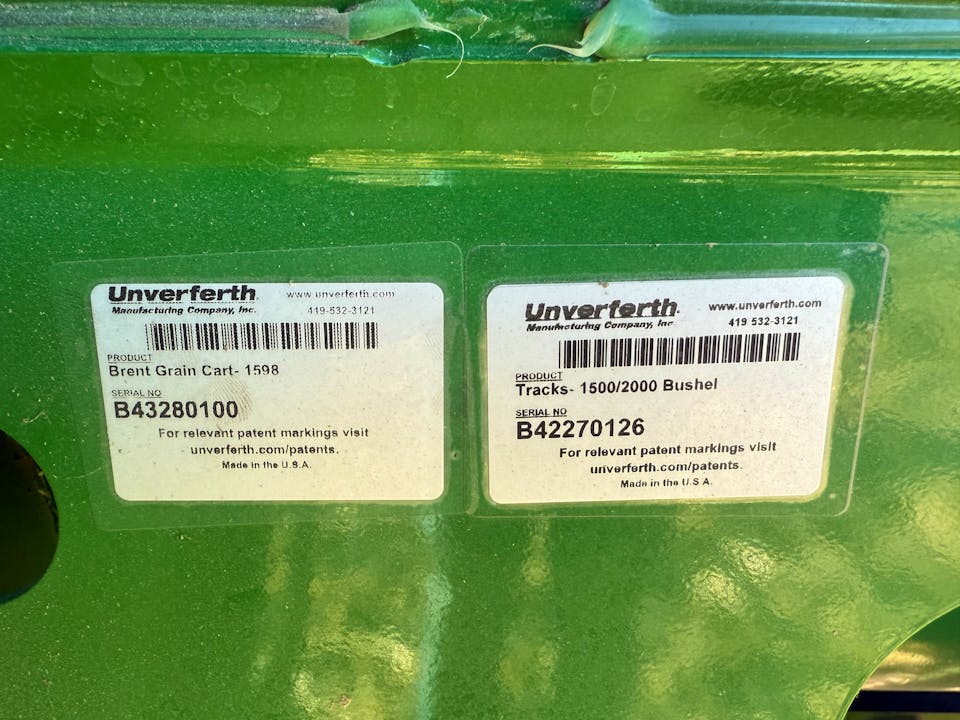 Unverferth www.unverferth.com
Manufacturing Company, Inc. 419-532-3121
PRODUCT
Brent Grain Cart- 1598
SERIAL NO
B43280100
For relevant patent markings visit
unverferth.com/patents.
Made in the U.S.A.
Unverferth. www.unverferth.com
Manufacturing Company, Inc 419 532-3121
PRODUCT
Tracks- 1500/2000 Bushel
SERIAL NO
B42270126
For relevant patent markings visit
unverferth.com/patents.
Made in the U.S.A.